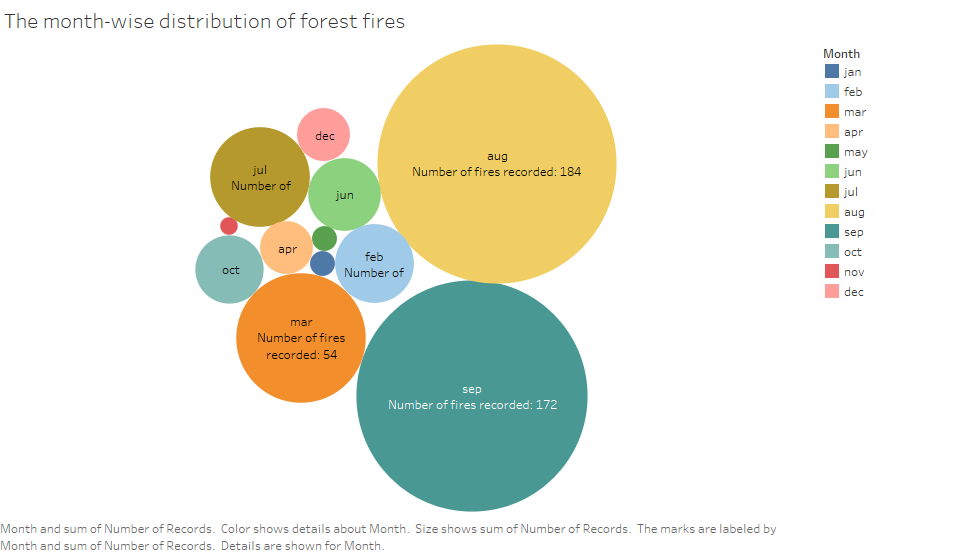 The month-wise distribution of forest fires
Month
jan
feb
mar
apr
may
jun
jul
aug
sep
oct
nov
dec
aug
Number of fires recorded: 184
dec
jul
Number of
jun
apr
feb
Number of
oct
mar
Number of fires
recorded: 54
sep
Number of fires recorded: 172
Month and sum of Number of Records. Color shows details about Month. Size shows sum of Number of Records. The marks are labeled by
Month and sum of Number of Records. Details are shown for Month.